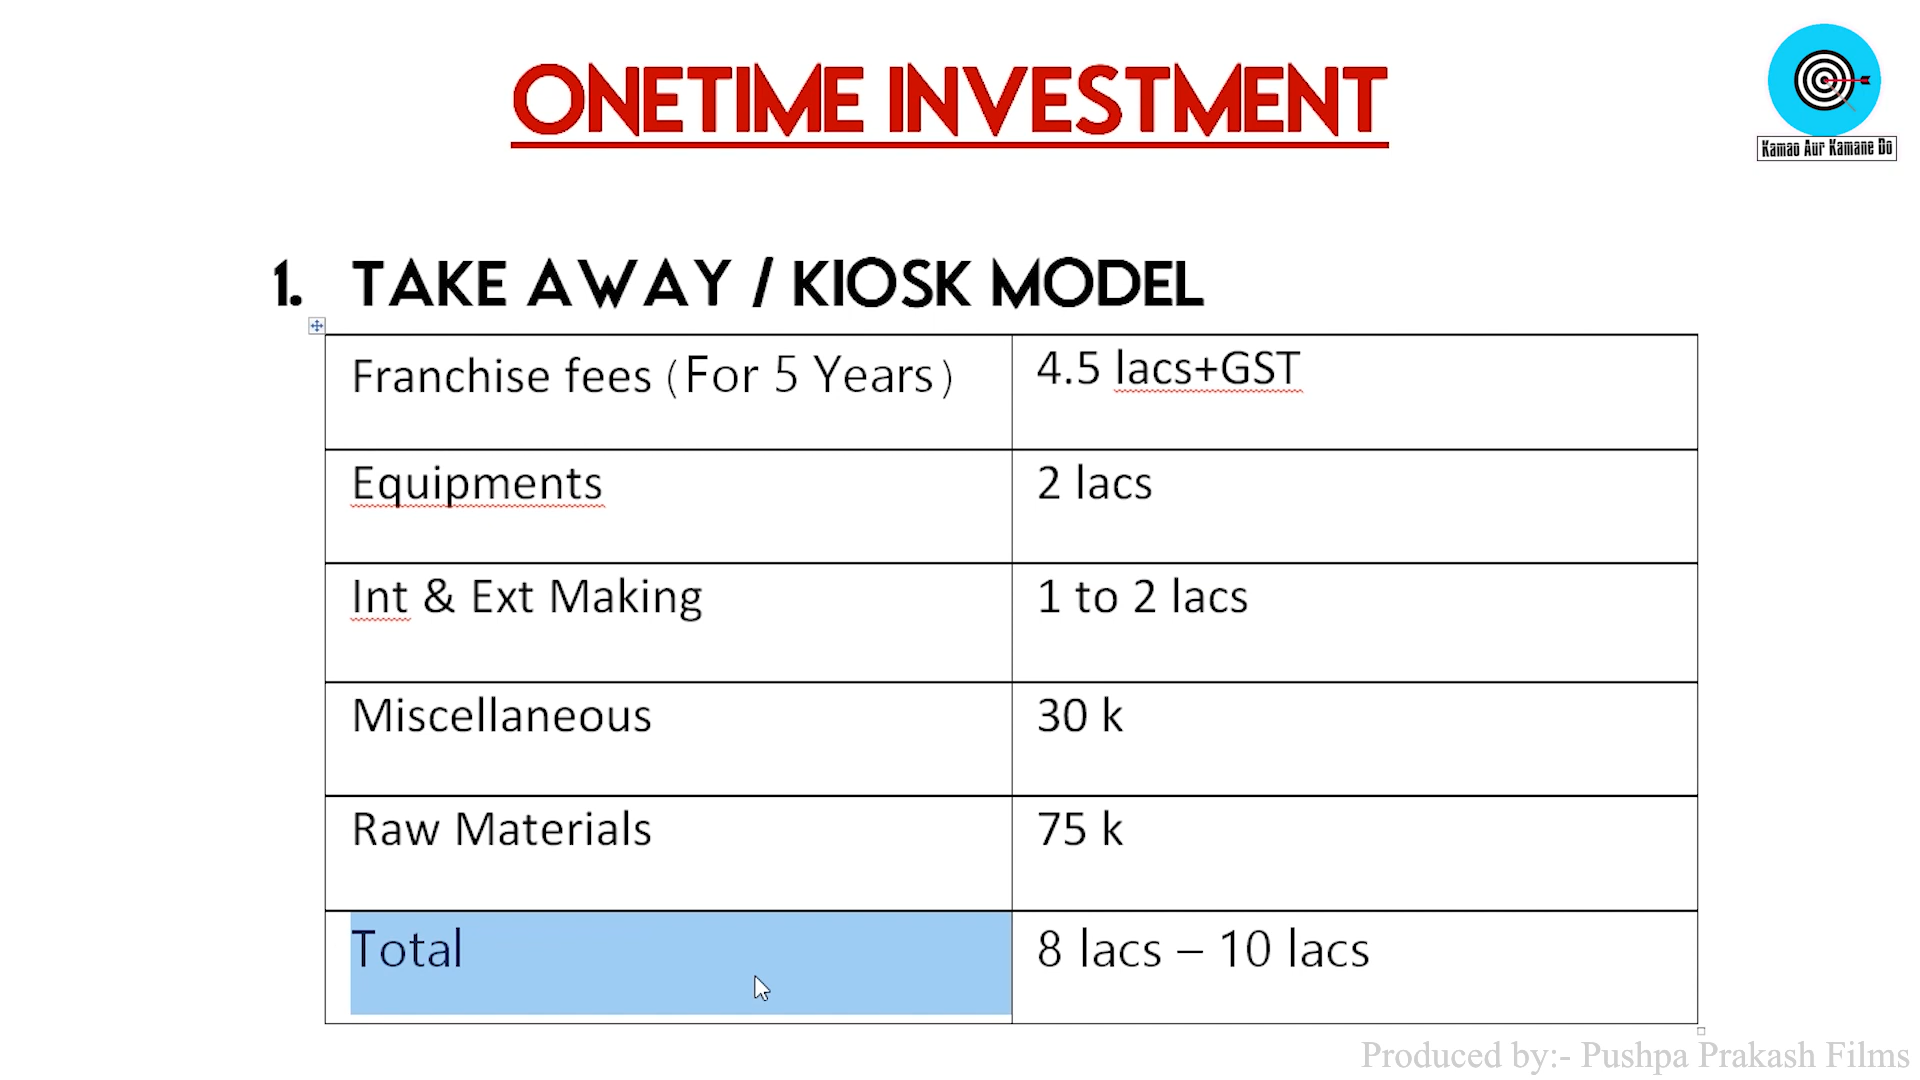 ONETIME INVESTMENT
Kamao Aur Kamane Do
1. TAKE AWAY / KIOSK MODEL
Franchise fees (For 5 Years) 4.5 lacs+GST
Equipments 2 lacs
Int & Ext Making 1 to 2 lacs
Miscellaneous 30 k
Raw Materials 75 k
Total 8 lacs – 10 lacs
Produced by:- Pushpa Prakash Films